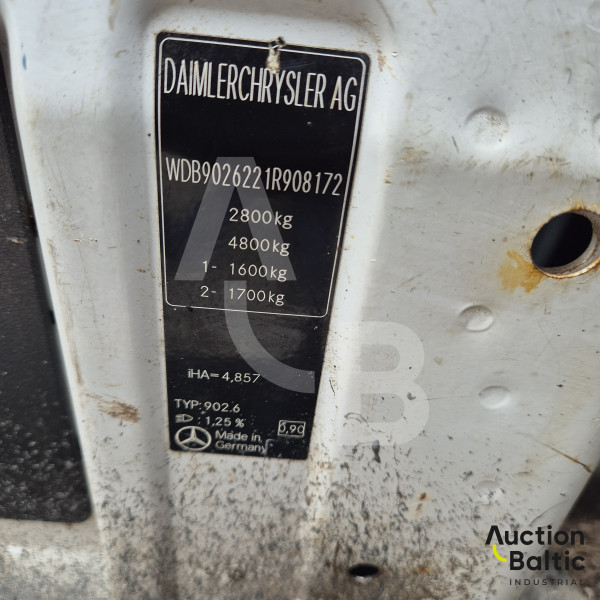 DAIMLERCHRYSLER AG
WDB9026221R908172
2800kg
4800kg
1- 1600kg
2- 1700kg
iHA=4,857
TYP:902.6
: 1,25 %
0,90
Made in
Germany
AB
Auction
Baltic
INDUSTRIAL